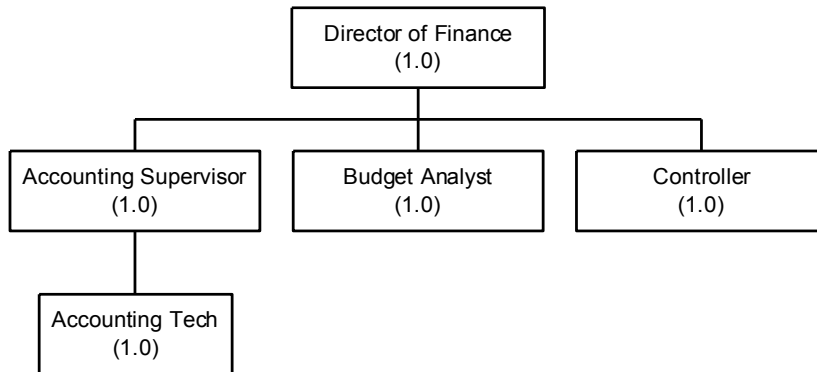 Director of Finance
(1.0)
Accounting Supervisor
(1.0)
Budget Analyst
(1.0)
Controller
(1.0)
Accounting Tech
(1.0)